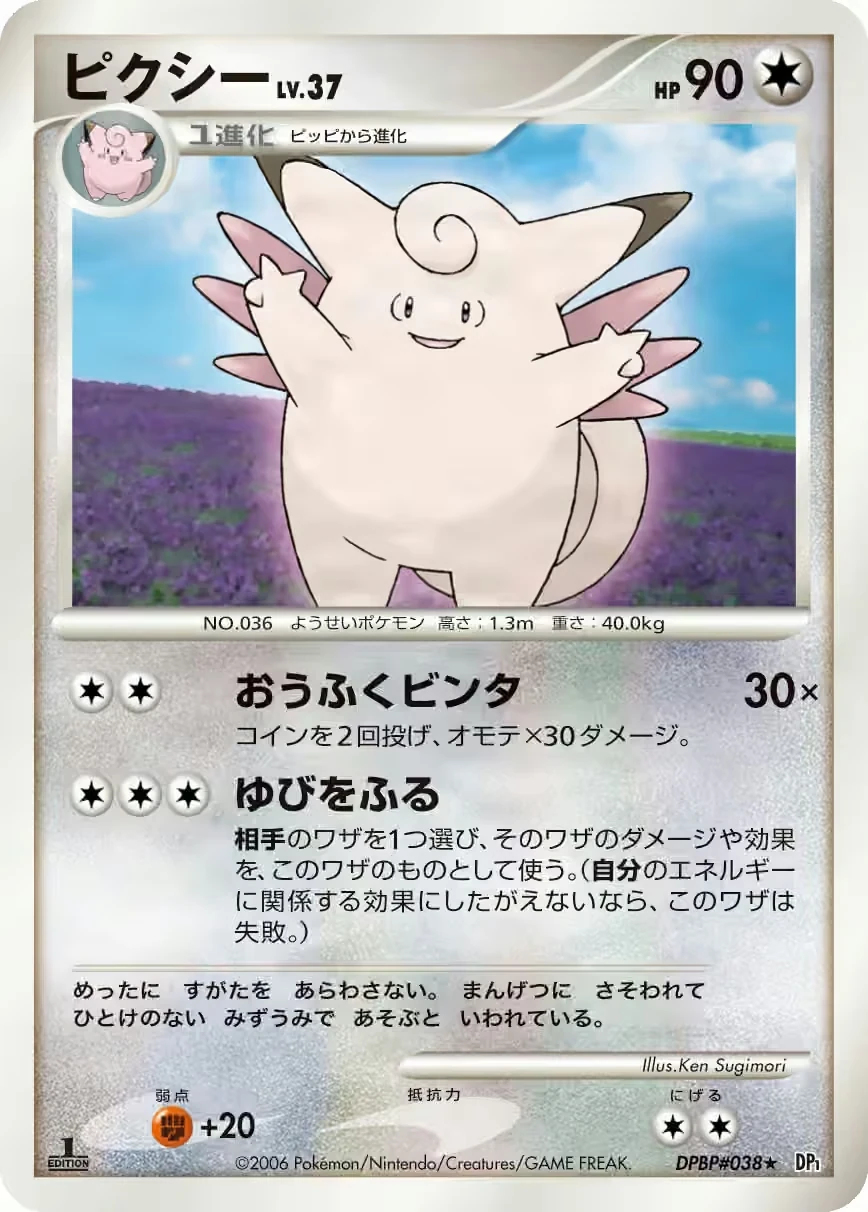 ピクシー LV.37 HP 90
1進化 ピッピから進化
NO.036 ようせいポケモン 高さ:1.3m 重さ:40.0kg
おうふくビンタ 30×
コインを2回投げ、オモテ×30ダメージ。
ゆびをふる
相手のワザを1つ選び、そのワザのダメージや効果
を、このワザのものとして使う。(自分のエネルギー
に関係する効果にしたがえないなら、このワザは
失敗。)
めったに すがたを あらわさない。 まんげつに さそわれて
ひとけのない みずうみで あそぶと いわれている。
Illus.Ken Sugimori
弱点 抵抗力 にげる
+20
1 EDITION ©2006 Pokémon/Nintendo/Creatures/GAME FREAK. DPBP#038★ DP1